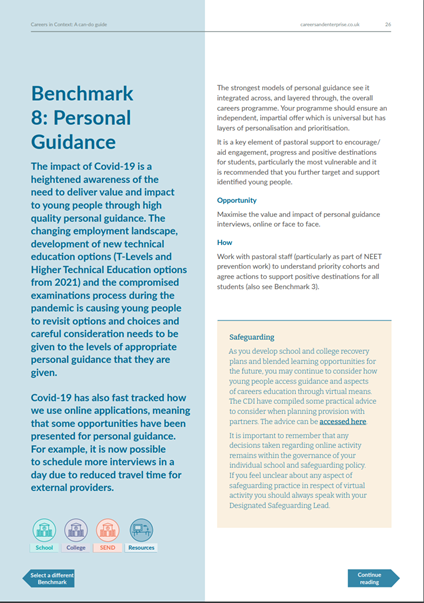 Careers in Context: A can-do guide
careersandenterprise.co.uk
26
Benchmark
8: Personal
Guidance
The impact of Covid-19 is a
heightened awareness of the
need to deliver value and impact
to young people through high
quality personal guidance. The
changing employment landscape,
development of new technical
education options (T-Levels and
Higher Technical Education options
from 2021) and the compromised
examinations process during the
pandemic is causing young people
to revisit options and choices and
careful consideration needs to be
given to the levels of appropriate
personal guidance that they are
given.
Covid-19 has also fast tracked how
we use online applications, meaning
that some opportunities have been
presented for personal guidance.
For example, it is now possible
to schedule more interviews in a
day due to reduced travel time for
external providers.
School
College
SEND
Resources
Select a different
Benchmark
The strongest models of personal guidance see it
integrated across, and layered through, the overall
careers programme. Your programme should ensure an
independent, impartial offer which is universal but has
layers of personalisation and prioritisation.
It is a key element of pastoral support to encourage/
aid engagement, progress and positive destinations
for students, particularly the most vulnerable and it
is recommended that you further target and support
identified young people.
Opportunity
Maximise the value and impact of personal guidance
interviews, online or face to face.
How
Work with pastoral staff (particularly as part of NEET
prevention work) to understand priority cohorts and
agree actions to support positive destinations for all
students (also see Benchmark 3).
Safeguarding
As you develop school and college recovery
plans and blended learning opportunities for
the future, you may continue to consider how
young people access guidance and aspects
of careers education through virtual means.
The CDI have compiled some practical advice
to consider when planning provision with
partners. The advice can be accessed here.
It is important to remember that any
decisions taken regarding online activity
remains within the governance of your
individual school and safeguarding policy.
If you feel unclear about any aspect of
safeguarding practice in respect of virtual
activity you should always speak with your
Designated Safeguarding Lead.
Continue
reading